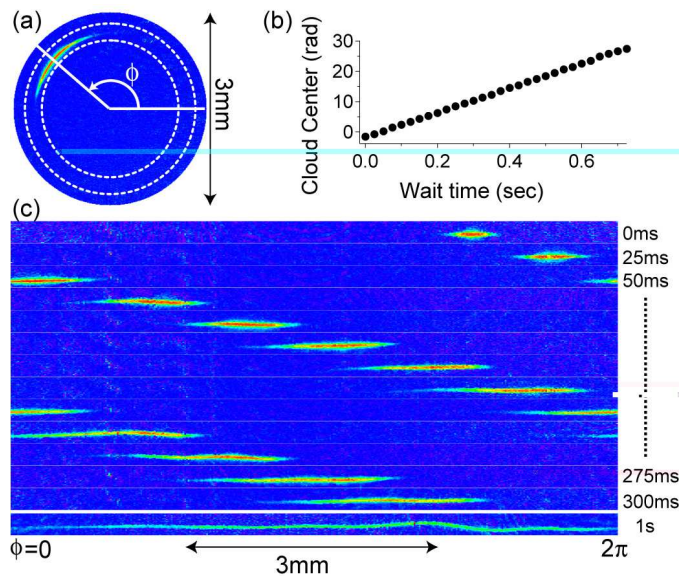 (a)
ϕ
3mm
(b)
Cloud Center (rad)
30
20
10
0
0.0 0.2 0.4 0.6
Wait time (sec)
(c)
0ms
25ms
50ms
275ms
300ms
1s
ϕ=0 3mm 2π